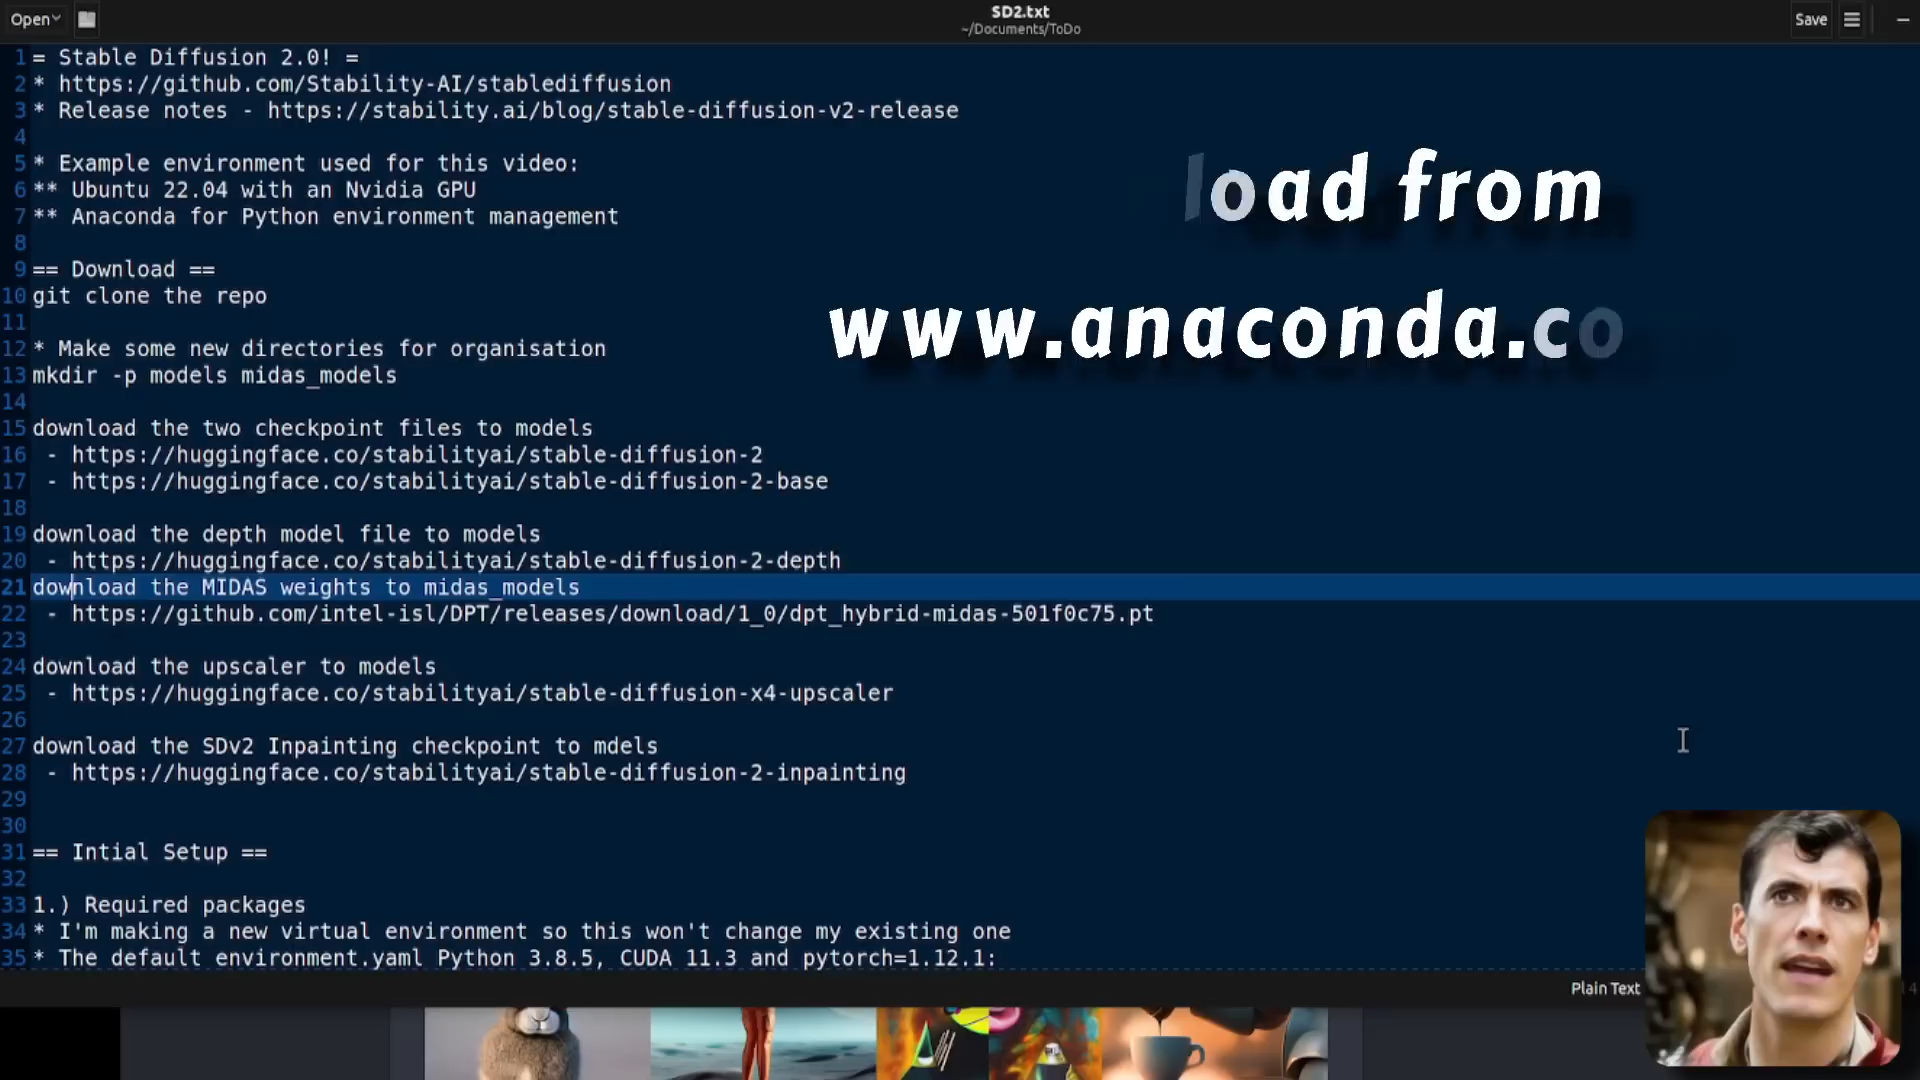 Open
SD2.txt
~/Documents/ToDo
Save
1 = Stable Diffusion 2.0! =
2 * https://github.com/Stability-AI/stablediffusion
3 * Release notes - https://stability.ai/blog/stable-diffusion-v2-release
4
5 * Example environment used for this video:
6 ** Ubuntu 22.04 with an Nvidia GPU
7 ** Anaconda for Python environment management
8
9 == Download ==
10 git clone the repo
11
12 * Make some new directories for organisation
13 mkdir -p models midas_models
14
15 download the two checkpoint files to models
16 - https://huggingface.co/stabilityai/stable-diffusion-2
17 - https://huggingface.co/stabilityai/stable-diffusion-2-base
18
19 download the depth model file to models
20 - https://huggingface.co/stabilityai/stable-diffusion-2-depth
21 download the MIDAS weights to midas_models
22 - https://github.com/intel-isl/DPT/releases/download/1_0/dpt_hybrid-midas-501f0c75.pt
23
24 download the upscaler to models
25 - https://huggingface.co/stabilityai/stable-diffusion-x4-upscaler
26
27 download the SDv2 Inpainting checkpoint to mdels
28 - https://huggingface.co/stabilityai/stable-diffusion-2-inpainting
29
30
31 == Intial Setup ==
32
33 1.) Required packages
34 * I'm making a new virtual environment so this won't change my existing one
35 * The default environment.yaml Python 3.8.5, CUDA 11.3 and pytorch=1.12.1:
load from
www.anaconda.co
Plain Text